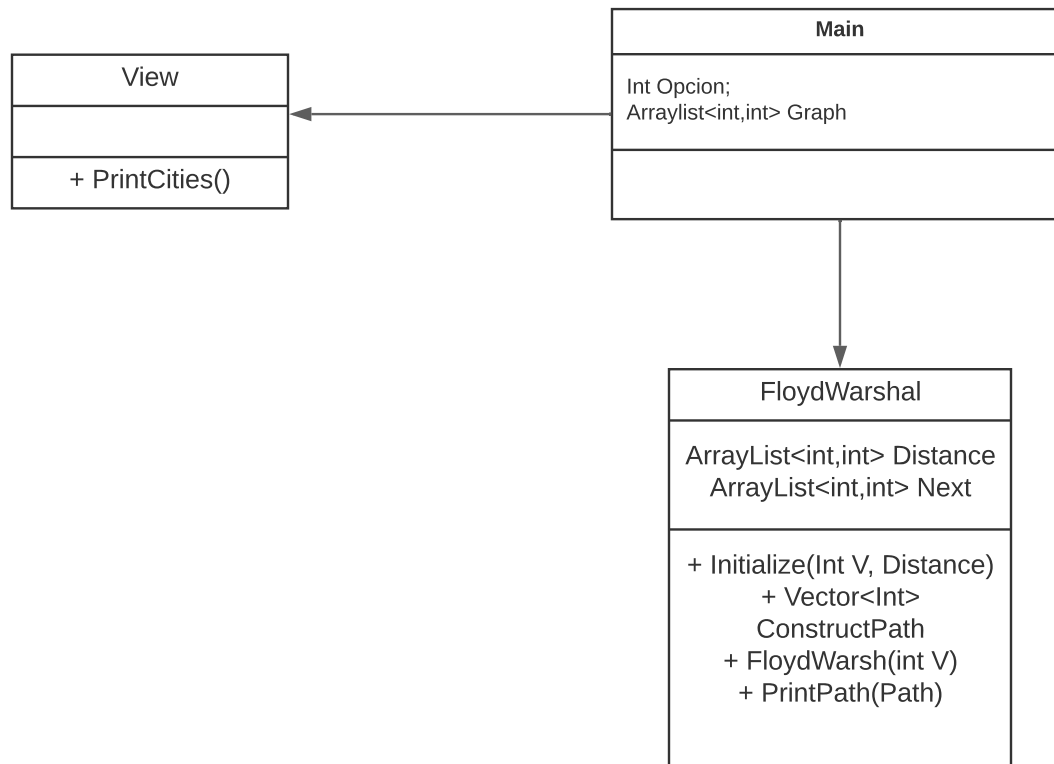 View
+ PrintCities()
Main
Int Opcion;
Arraylist<int,int> Graph
FloydWarshal
ArrayList<int,int> Distance
ArrayList<int,int> Next
+ Initialize(Int V, Distance)
+ Vector<Int>
ConstructPath
+ FloydWarsh(int V)
+ PrintPath(Path)